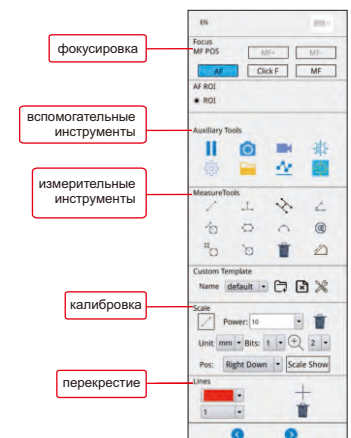 EN
Focus
MF POS
MF+
MF-
AF
Click F
MF
AF ROI
ROI
Auxiliary Tools
MeasureTools
Custom Template
Name default
Scale
Power: 10
Unit mm Bits: 1 2
Pos: Right Down Scale Show
Lines
1
фокусировка
вспомогательные
инструменты
измерительные
инструменты
калибровка
перекрестие